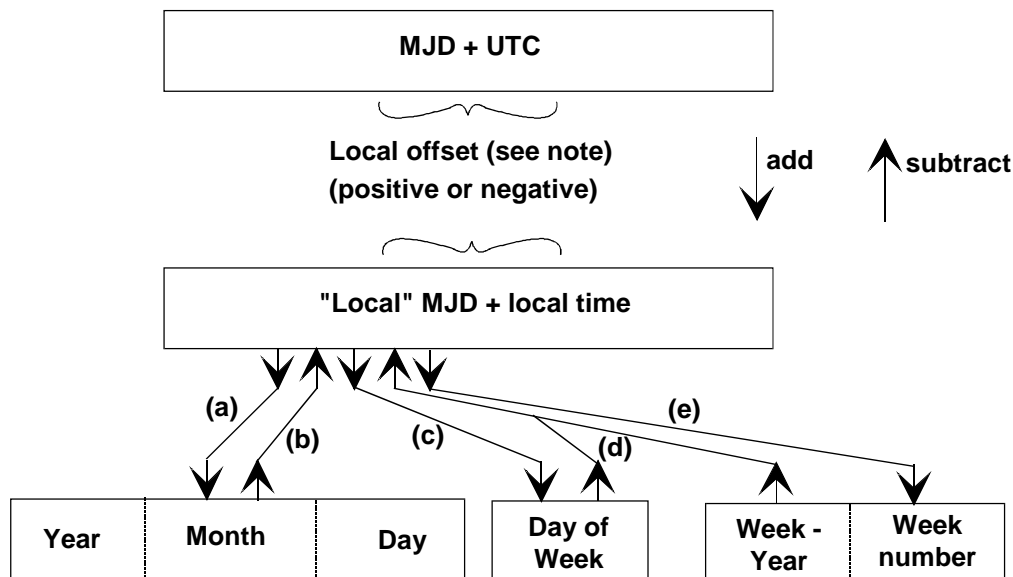 MJD + UTC
Local offset (see note)
(positive or negative)
add
subtract
"Local" MJD + local time
(a)
(b)
(c)
(d)
(e)
Year
Month
Day
Day of
Week
Week -
Year
Week
number